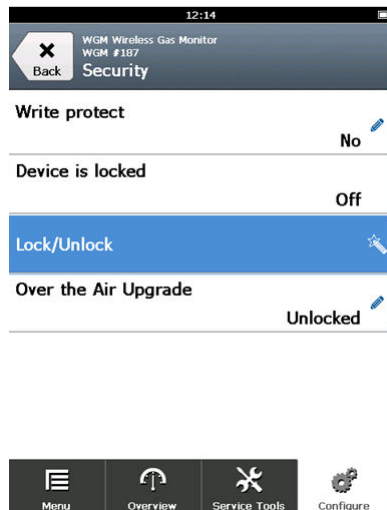 12:14
WGM Wireless Gas Monitor
WGM #187
Back
Security
Write protect
No
Device is locked
Off
Lock/Unlock
Over the Air Upgrade
Unlocked
Menu
Overview
Service Tools
Configure